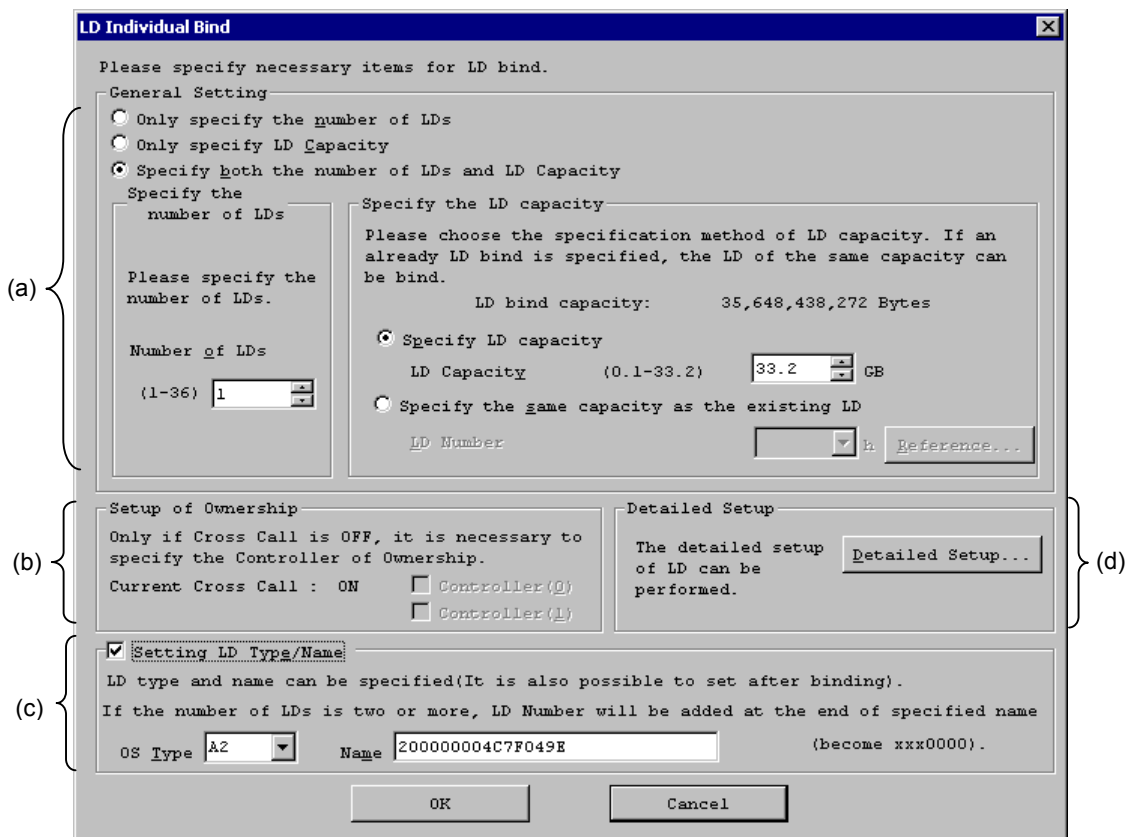 LD Individual Bind
Please specify necessary items for LD bind.
General Setting
Only specify the number of LDs
Only specify LD Capacity
Specify both the number of LDs and LD Capacity
(a)
Specify the
number of LDs
Please specify the
number of LDs.
Number of LDs
(1-36) 1
Specify the LD capacity
Please choose the specification method of LD capacity. If an
already LD bind is specified, the LD of the same capacity can
be bind.
LD bind capacity: 35,648,438,272 Bytes
Specify LD capacity
LD Capacity (0.1-33.2) 33.2 GB
Specify the same capacity as the existing LD
LD Number h Reference...
(b)
Setup of Ownership
Only if Cross Call is OFF, it is necessary to
specify the Controller of Ownership.
Current Cross Call : ON Controller(0)
Controller(1)
Detailed Setup
The detailed setup
of LD can be
performed.
Detailed Setup...
(d)
(c)
Setting LD Type/Name
LD type and name can be specified(It is also possible to set after binding).
If the number of LDs is two or more, LD Number will be added at the end of specified name
OS Type A2 Name 200000004C7F049E (become xxx0000).
OK Cancel